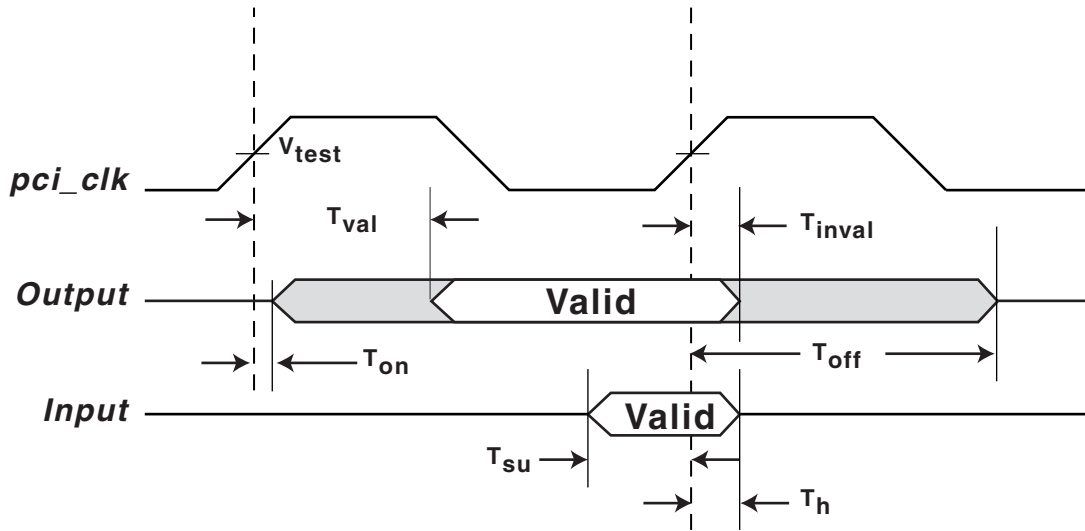 V_test
pci_clk
T_val
T_inval
Output
Valid
T_on
T_off
Input
Valid
T_su
T_h